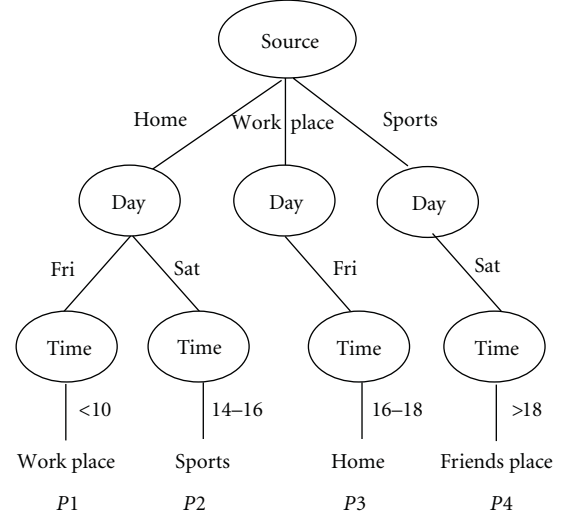 Source
Home
Work place
Sports
Day
Day
Day
Fri
Sat
Fri
Sat
Time
Time
Time
Time
<10
14–16
16–18
>18
Work place
Sports
Home
Friends place
P1
P2
P3
P4